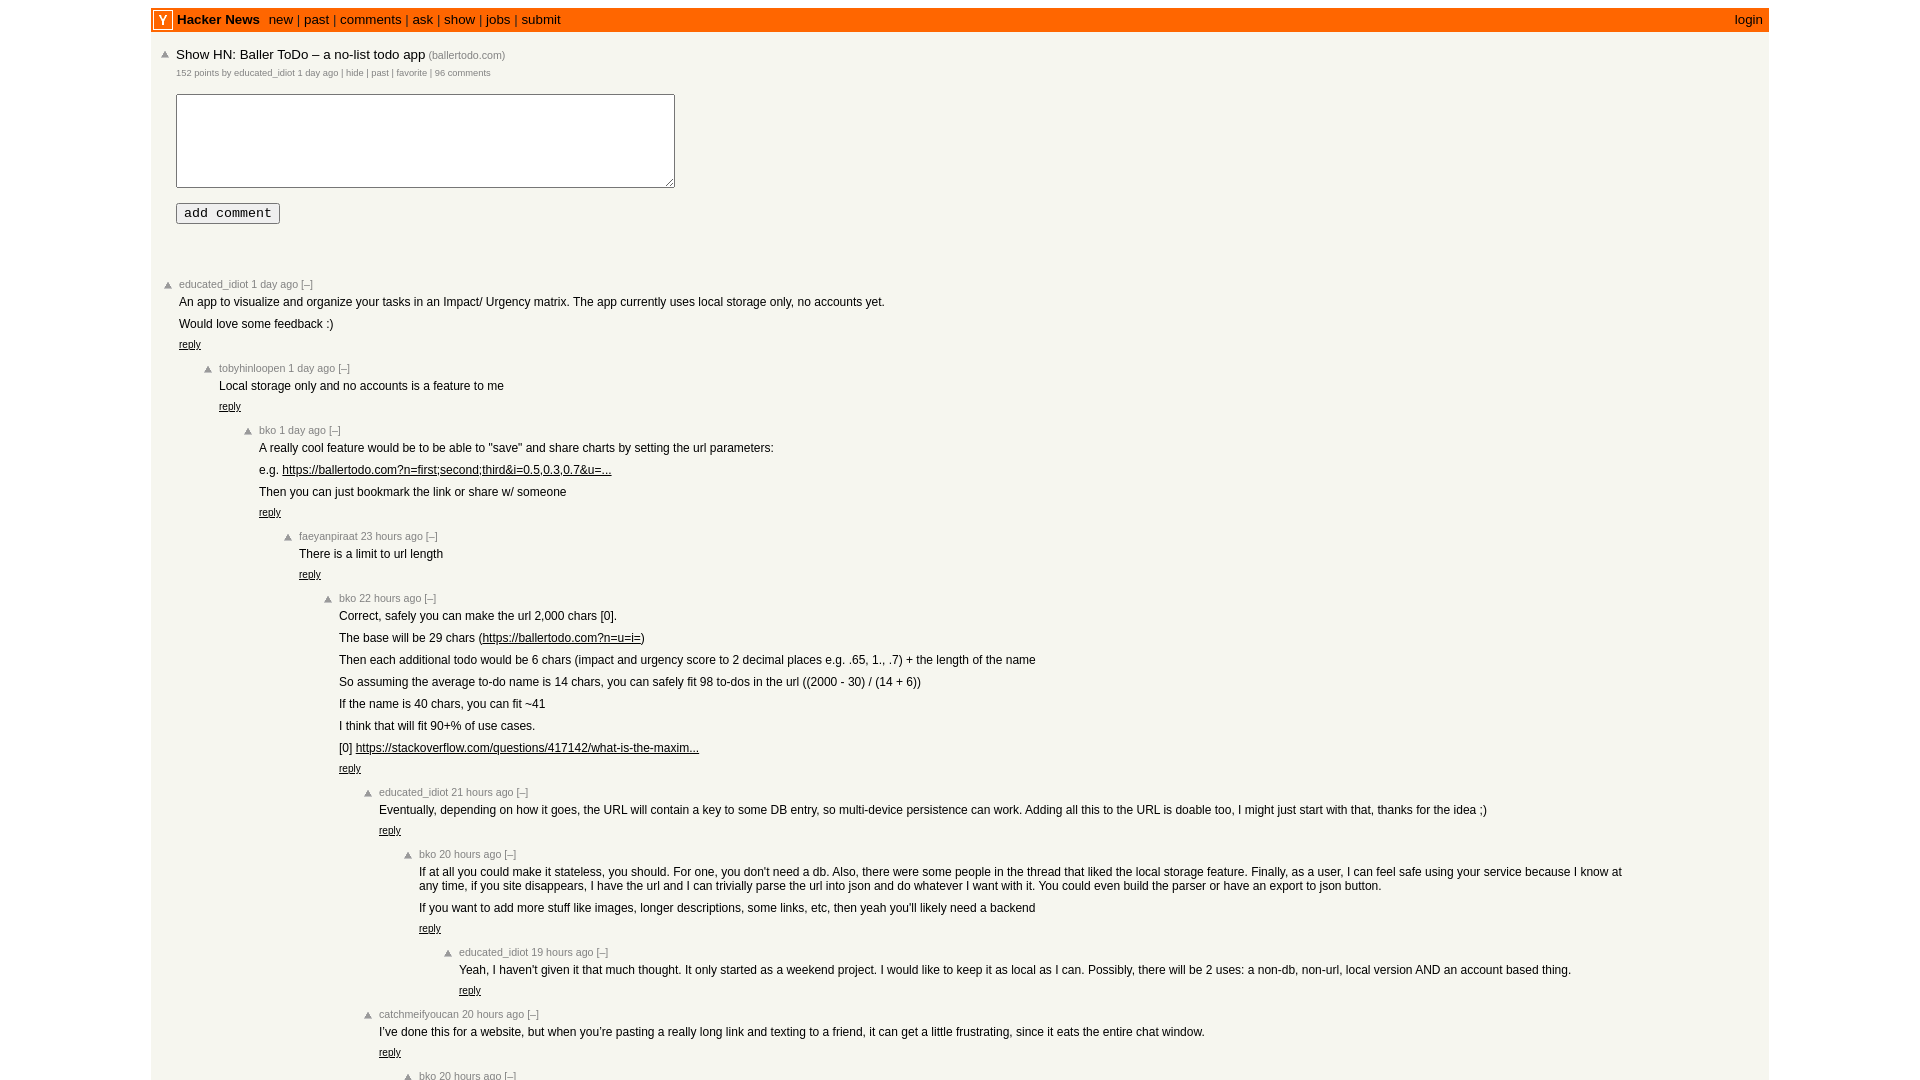 Y Hacker News new | past | comments | ask | show | jobs | submit login
Show HN: Baller ToDo – a no-list todo app (ballertodo.com)
152 points by educated_idiot 1 day ago | hide | past | favorite | 96 comments
add comment
educated_idiot 1 day ago [–]
An app to visualize and organize your tasks in an Impact/ Urgency matrix. The app currently uses local storage only, no accounts yet.
Would love some feedback :)
reply
tobyhinloopen 1 day ago [–]
Local storage only and no accounts is a feature to me
reply
bko 1 day ago [–]
A really cool feature would be to be able to "save" and share charts by setting the url parameters:
e.g. https://ballertodo.com?n=first;second;third&i=0.5,0.3,0.7&u=...
Then you can just bookmark the link or share w/ someone
reply
faeyanpiraat 23 hours ago [–]
There is a limit to url length
reply
bko 22 hours ago [–]
Correct, safely you can make the url 2,000 chars [0].
The base will be 29 chars (https://ballertodo.com?n=u=i=)
Then each additional todo would be 6 chars (impact and urgency score to 2 decimal places e.g. .65, 1., .7) + the length of the name
So assuming the average to-do name is 14 chars, you can safely fit 98 to-dos in the url ((2000 - 30) / (14 + 6))
If the name is 40 chars, you can fit ~41
I think that will fit 90+% of use cases.
[0] https://stackoverflow.com/questions/417142/what-is-the-maxim...
reply
educated_idiot 21 hours ago [–]
Eventually, depending on how it goes, the URL will contain a key to some DB entry, so multi-device persistence can work. Adding all this to the URL is doable too, I might just start with that, thanks for the idea ;)
reply
bko 20 hours ago [–]
If at all you could make it stateless, you should. For one, you don't need a db. Also, there were some people in the thread that liked the local storage feature. Finally, as a user, I can feel safe using your service because I know at
any time, if you site disappears, I have the url and I can trivially parse the url into json and do whatever I want with it. You could even build the parser or have an export to json button.
If you want to add more stuff like images, longer descriptions, some links, etc, then yeah you'll likely need a backend
reply
educated_idiot 19 hours ago [–]
Yeah, I haven't given it that much thought. It only started as a weekend project. I would like to keep it as local as I can. Possibly, there will be 2 uses: a non-db, non-url, local version AND an account based thing.
reply
catchmeifyoucan 20 hours ago [–]
I’ve done this for a website, but when you’re pasting a really long link and texting to a friend, it can get a little frustrating, since it eats the entire chat window.
reply
bko 20 hours ago [–]